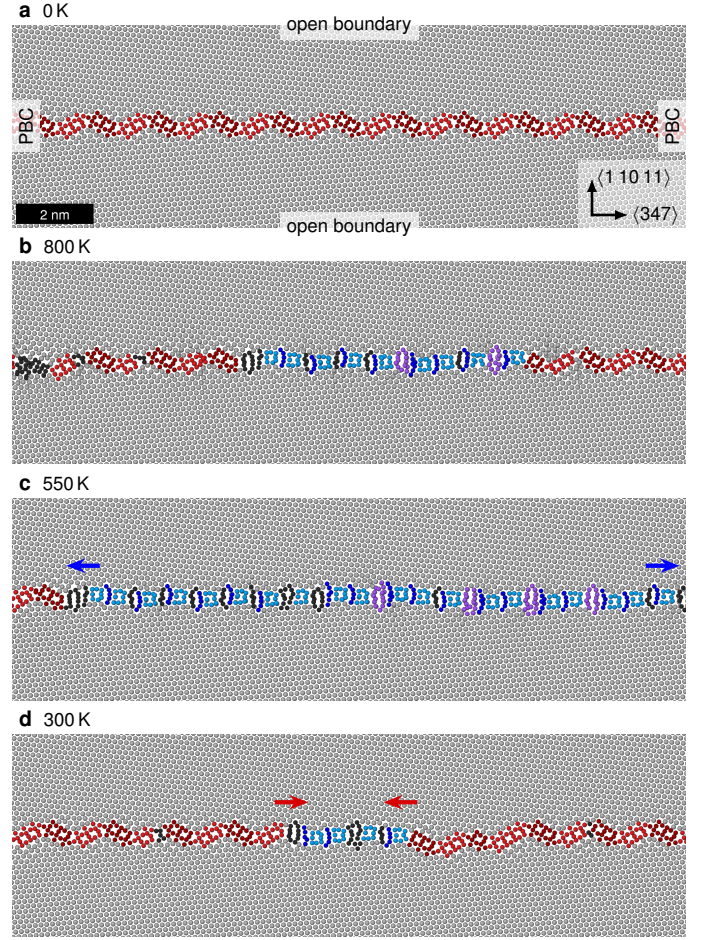 a 0 K
open boundary
PBC
PBC
⟨1 10 11⟩
⟨347⟩
2 nm
open boundary
b 800 K
c 550 K
d 300 K